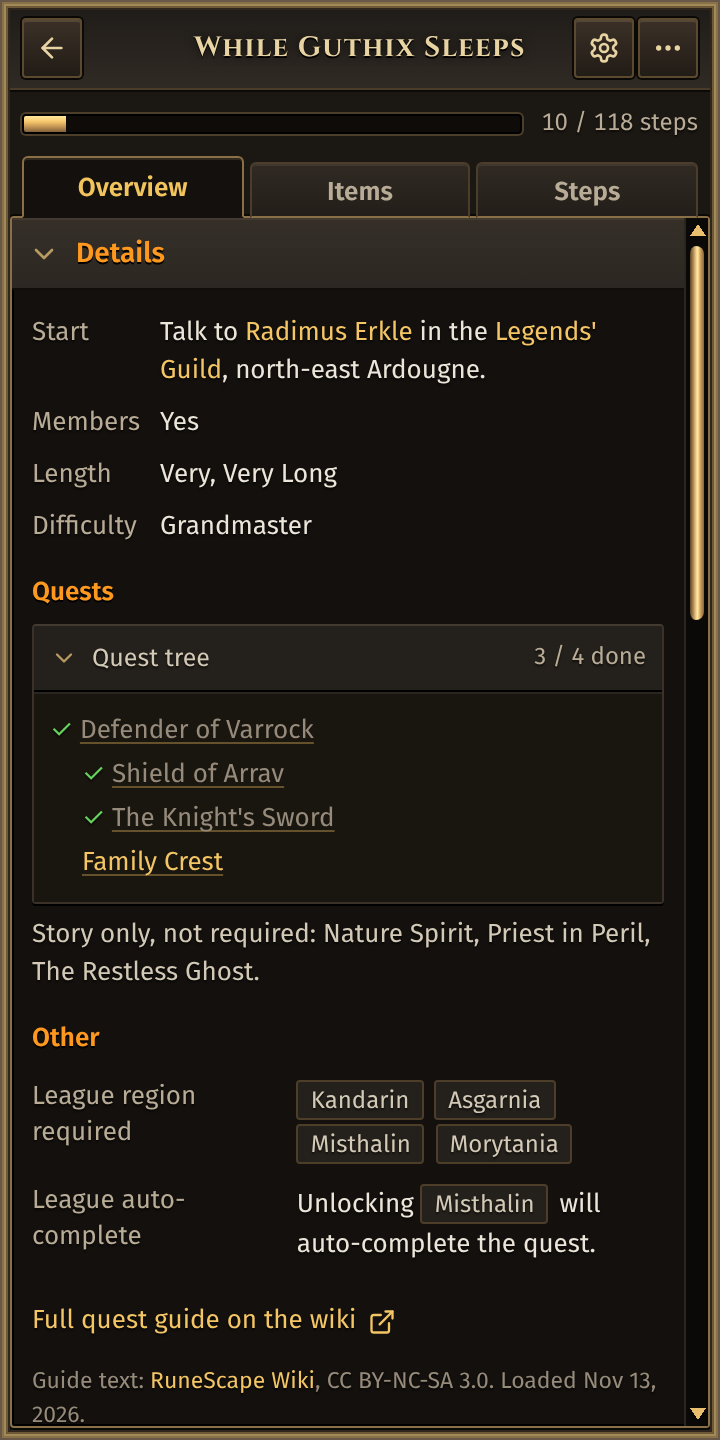 While Guthix Sleeps
10 / 118 steps
Overview
Items
Steps
Details
Start
Talk to Radimus Erkle in the Legends'
Guild, north-east Ardougne.
Members
Yes
Length
Very, Very Long
Difficulty
Grandmaster
Quests
Quest tree
3 / 4 done
Defender of Varrock
Shield of Arrav
The Knight's Sword
Family Crest
Story only, not required: Nature Spirit, Priest in Peril,
The Restless Ghost.
Other
League region
required
Kandarin
Asgarnia
Misthalin
Morytania
League auto-
complete
Unlocking Misthalin will
auto-complete the quest.
Full quest guide on the wiki
Guide text: RuneScape Wiki, CC BY-NC-SA 3.0. Loaded Nov 13,
2026.